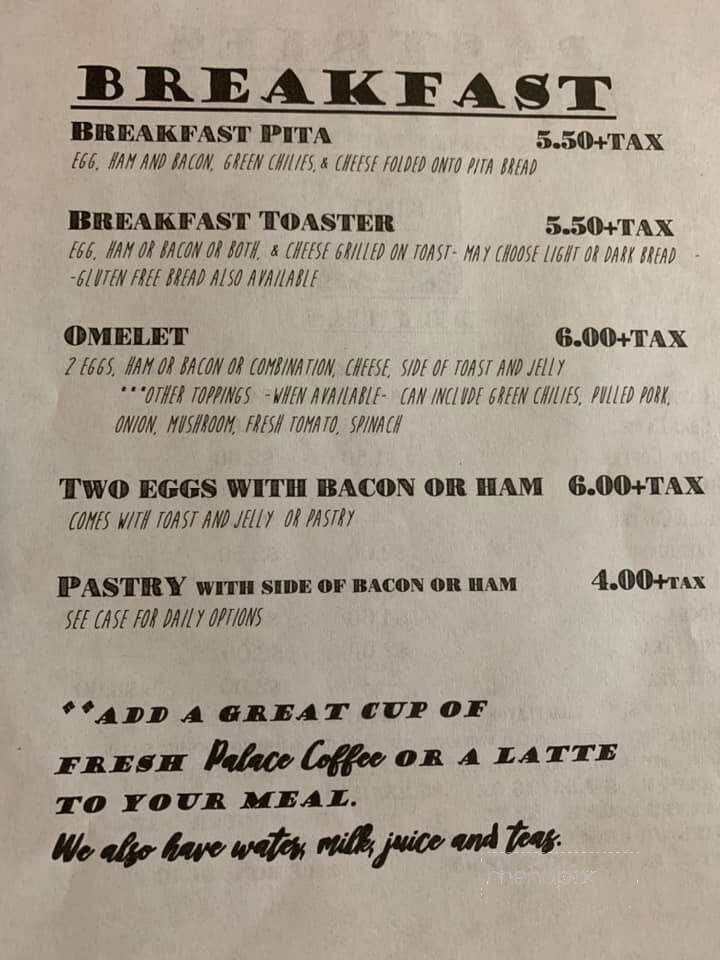 BREAKFAST
BREAKFAST PITA 5.50+TAX
EGG, HAM AND BACON, GREEN CHILIES, & CHEESE FOLDED ONTO PITA BREAD
BREAKFAST TOASTER 5.50+TAX
EGG, HAM OR BACON OR BOTH, & CHEESE GRILLED ON TOAST- MAY CHOOSE LIGHT OR DARK BREAD -
-GLUTEN FREE BREAD ALSO AVAILABLE
OMELET 6.00+TAX
2 EGGS, HAM OR BACON OR COMBINATION, CHEESE, SIDE OF TOAST AND JELLY
***OTHER TOPPINGS -WHEN AVAILABLE- CAN INCLUDE GREEN CHILIES, PULLED PORK,
ONION, MUSHROOM, FRESH TOMATO, SPINACH
TWO EGGS WITH BACON OR HAM 6.00+TAX
COMES WITH TOAST AND JELLY OR PASTRY
PASTRY WITH SIDE OF BACON OR HAM 4.00+TAX
SEE CASE FOR DAILY OPTIONS
**ADD A GREAT CUP OF
FRESH Palace Coffee OR A LATTE
TO YOUR MEAL.
We also have water, milk, juice and teas.